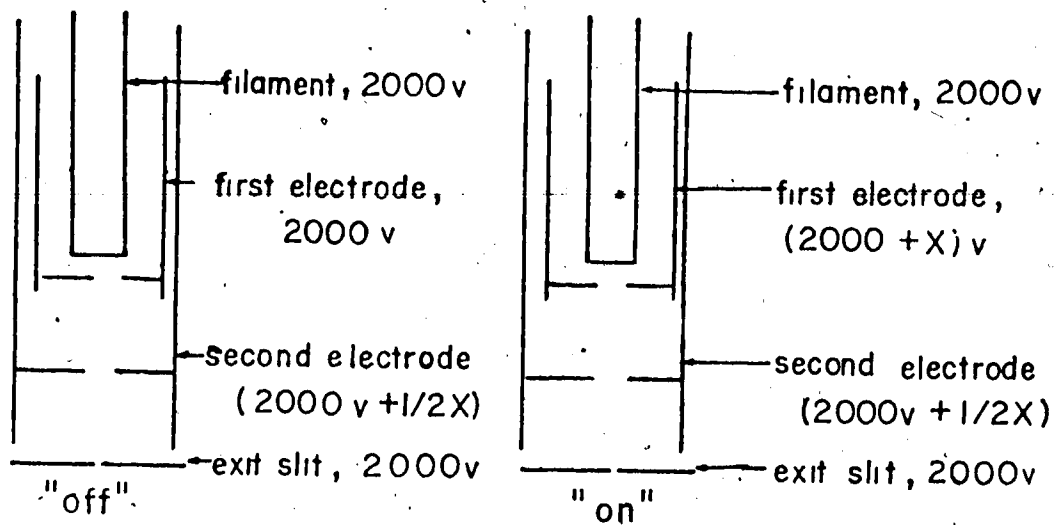 filament, 2000v
first electrode,
2000 v
second electrode
(2000 v +1/2X)
exit slit, 2000v
"off"
filament, 2000v
first electrode,
(2000 + X) v
second electrode
(2000v + 1/2X)
exit slit, 2000v
"on"